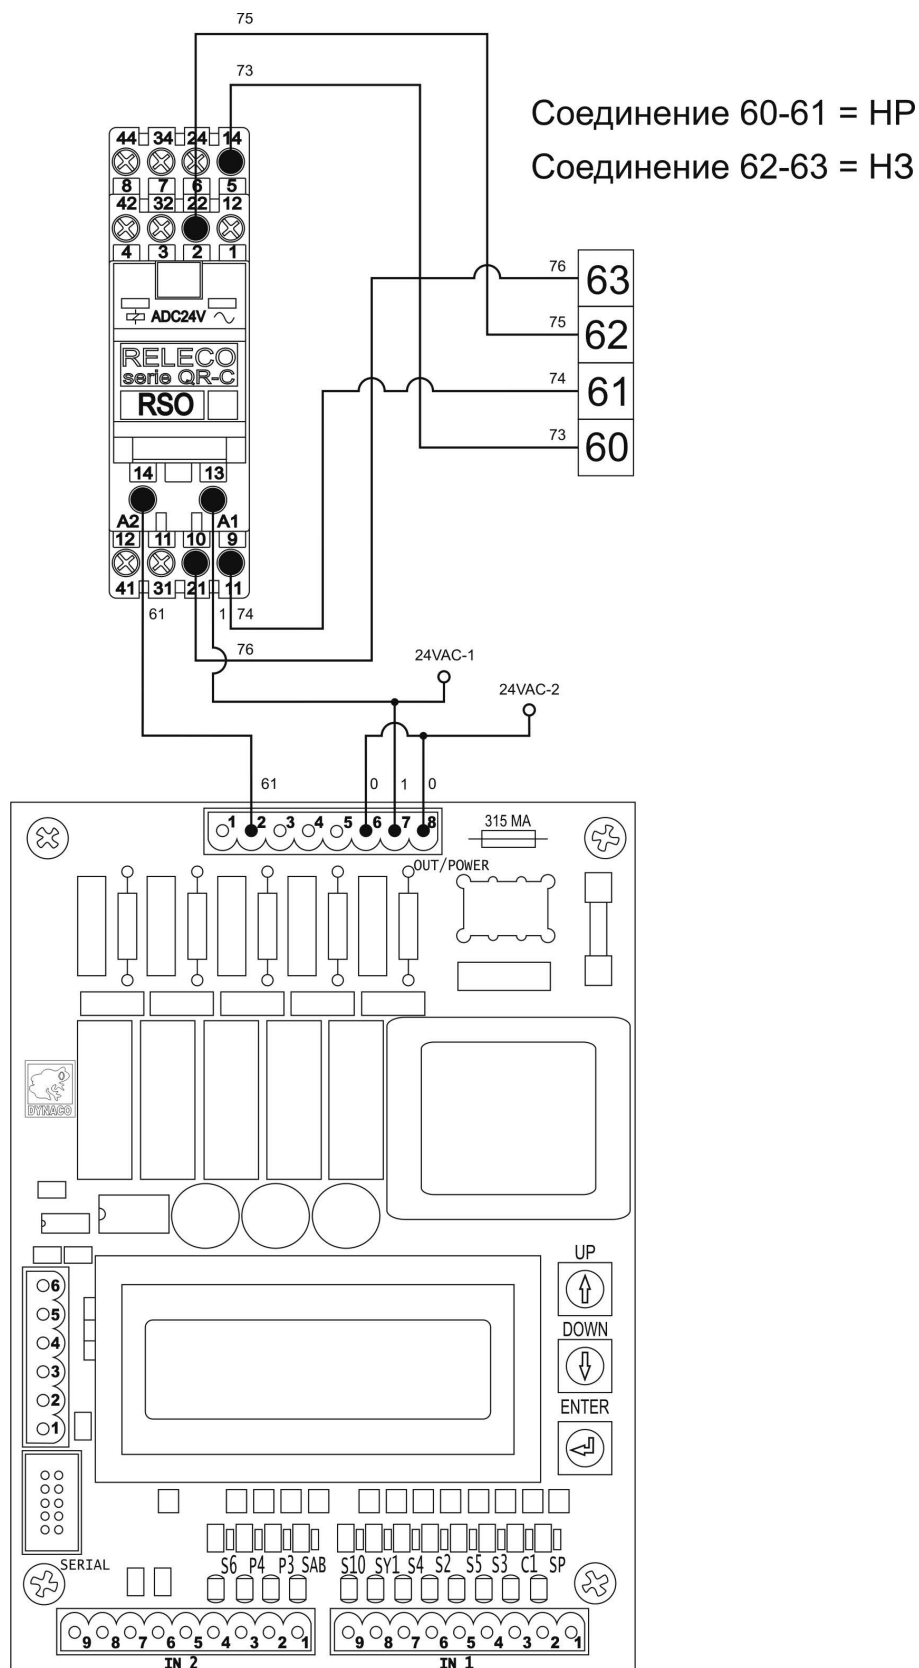 75
73
Соединение 60-61 = НР
Соединение 62-63 = НЗ
44 34 24 14
8 7 6 5
42 32 22 12
4 3 2 1
ADC24V
RELECO
serie QR-C
RSO
14 13
A2 A1
12 11 10 9
41 31 21 11
76 63
75 62
74 61
73 60
61 1 74
76
24VAC-1
24VAC-2
61 0 1 0
1 2 3 4 5 6 7 8
315 MA
OUT/POWER
DYNACO
UP
DOWN
ENTER
6
5
4
3
2
1
SERIAL
S6 P4 P3 SAB S10 SY1 S4 S2 S5 S3 C1 SP
9 8 7 6 5 4 3 2 1
IN 2
9 8 7 6 5 4 3 2 1
IN 1